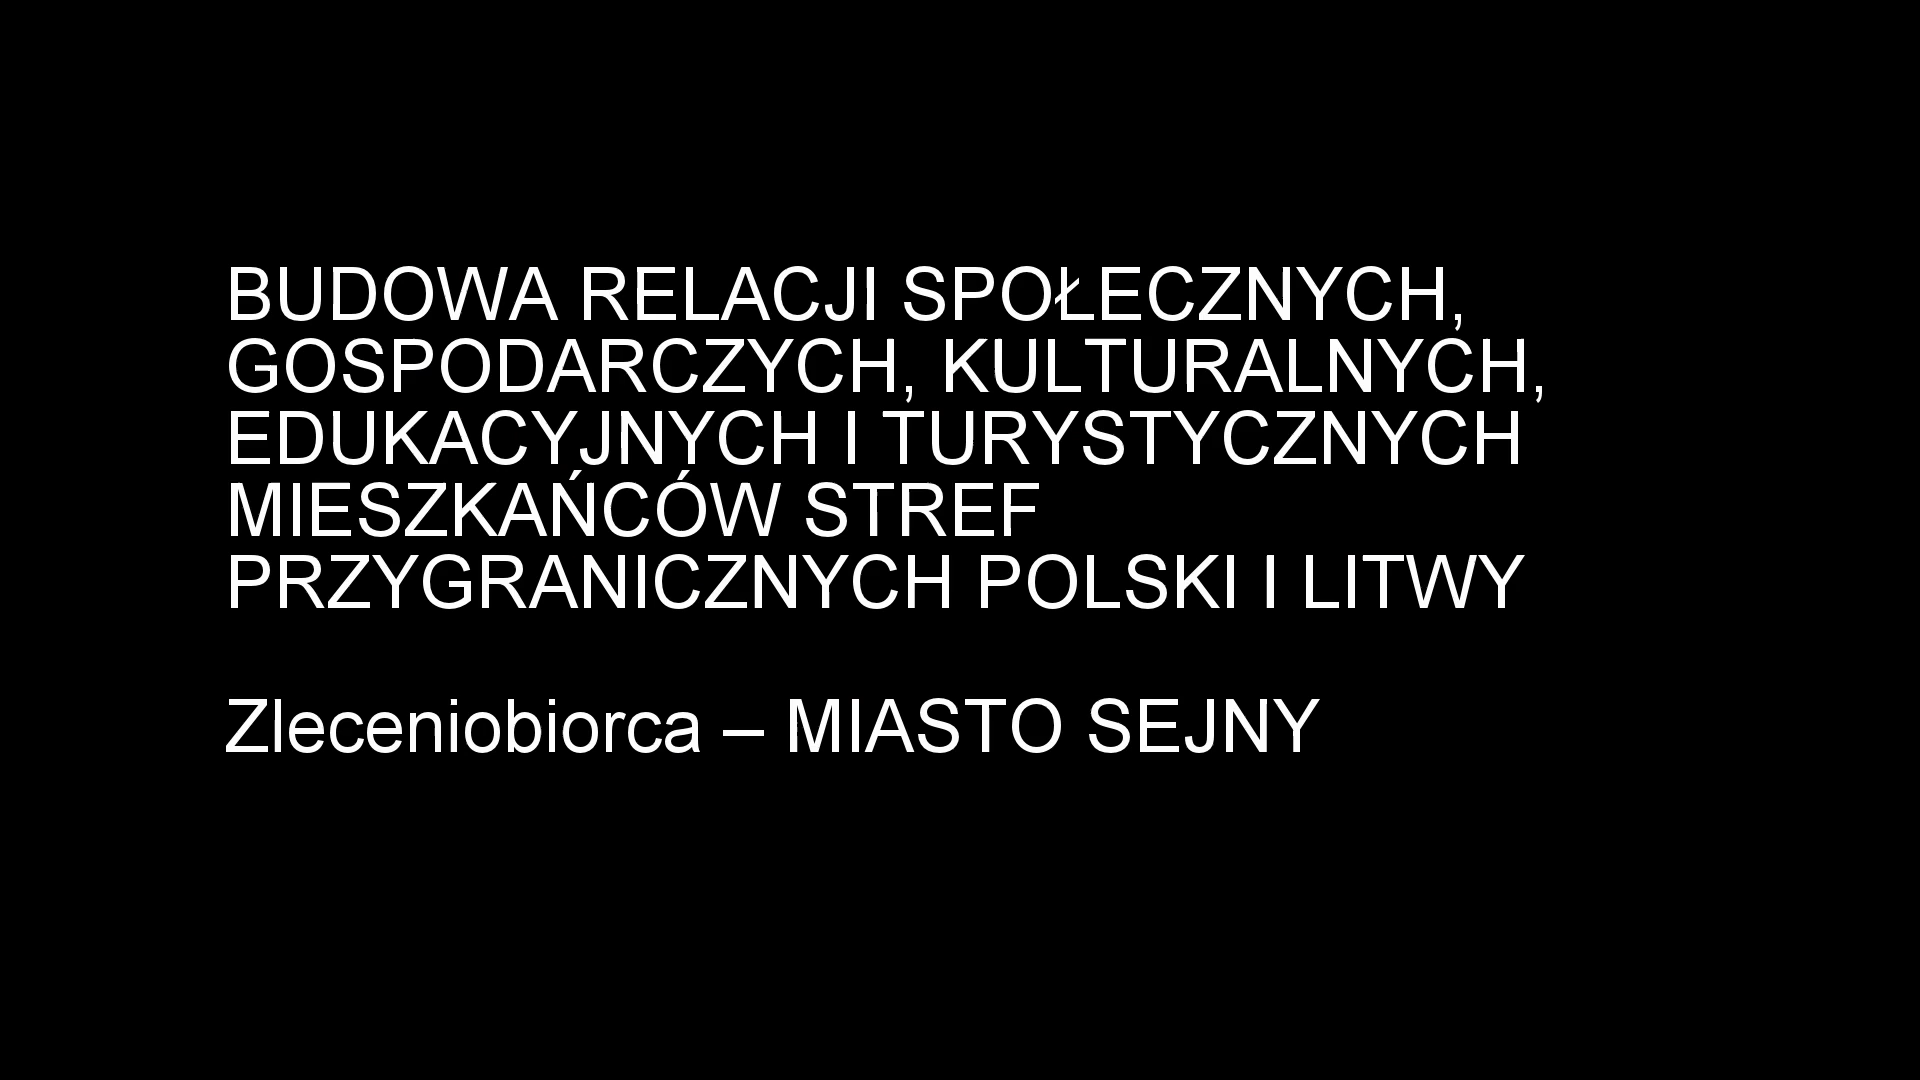 BUDOWA RELACJI SPOŁECZNYCH,
GOSPODARCZYCH, KULTURALNYCH,
EDUKACYJNYCH I TURYSTYCZNYCH
MIESZKAŃCÓW STREF
PRZYGRANICZNYCH POLSKI I LITWY
Zleceniobiorca – MIASTO SEJNY